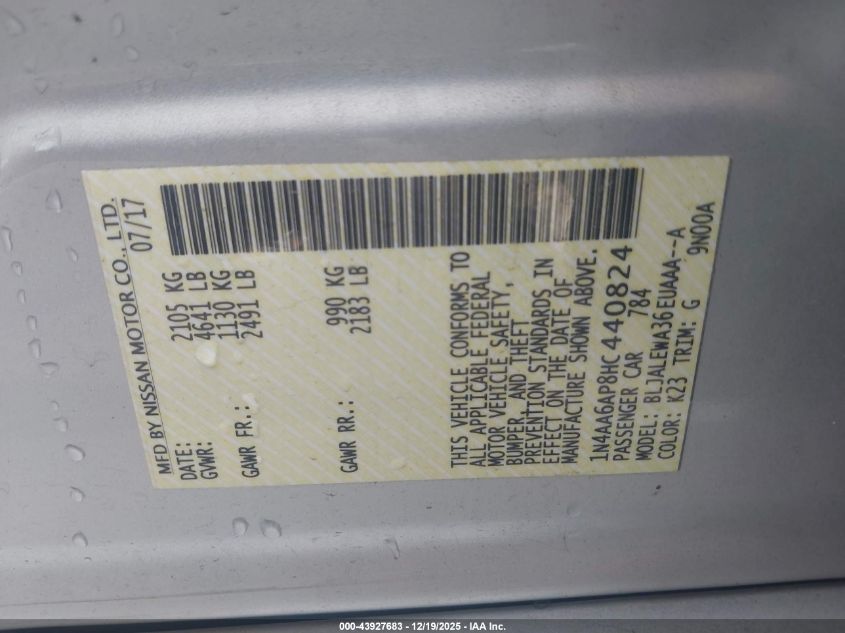 MFD BY NISSAN MOTOR CO., LTD.
DATE: 07/17
GVWR: 2105 KG
4641 LB
GAWR FR.: 1130 KG
2491 LB
GAWR RR.: 990 KG
2183 LB
THIS VEHICLE CONFORMS TO
ALL APPLICABLE FEDERAL
MOTOR VEHICLE SAFETY,
BUMPER, AND THEFT
PREVENTION STANDARDS IN
EFFECT ON THE DATE OF
MANUFACTURE SHOWN ABOVE.
1N4AA6AP8HC440824
PASSENGER CAR 784
MODEL: BLJALEWA36EUAAA--A
COLOR: K23 TRIM: G 9N00A
000-43927683 - 12/19/2025 - IAA Inc.